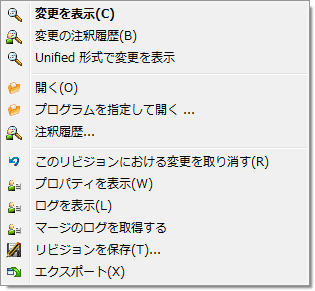 変更を表示(C)
変更の注釈履歴(B)
Unified 形式で変更を表示
開く(O)
プログラムを指定して開く ...
注釈履歴...
このリビジョンにおける変更を取り消す(R)
プロパティを表示(W)
ログを表示(L)
マージのログを取得する
リビジョンを保存(T)...
エクスポート(X)